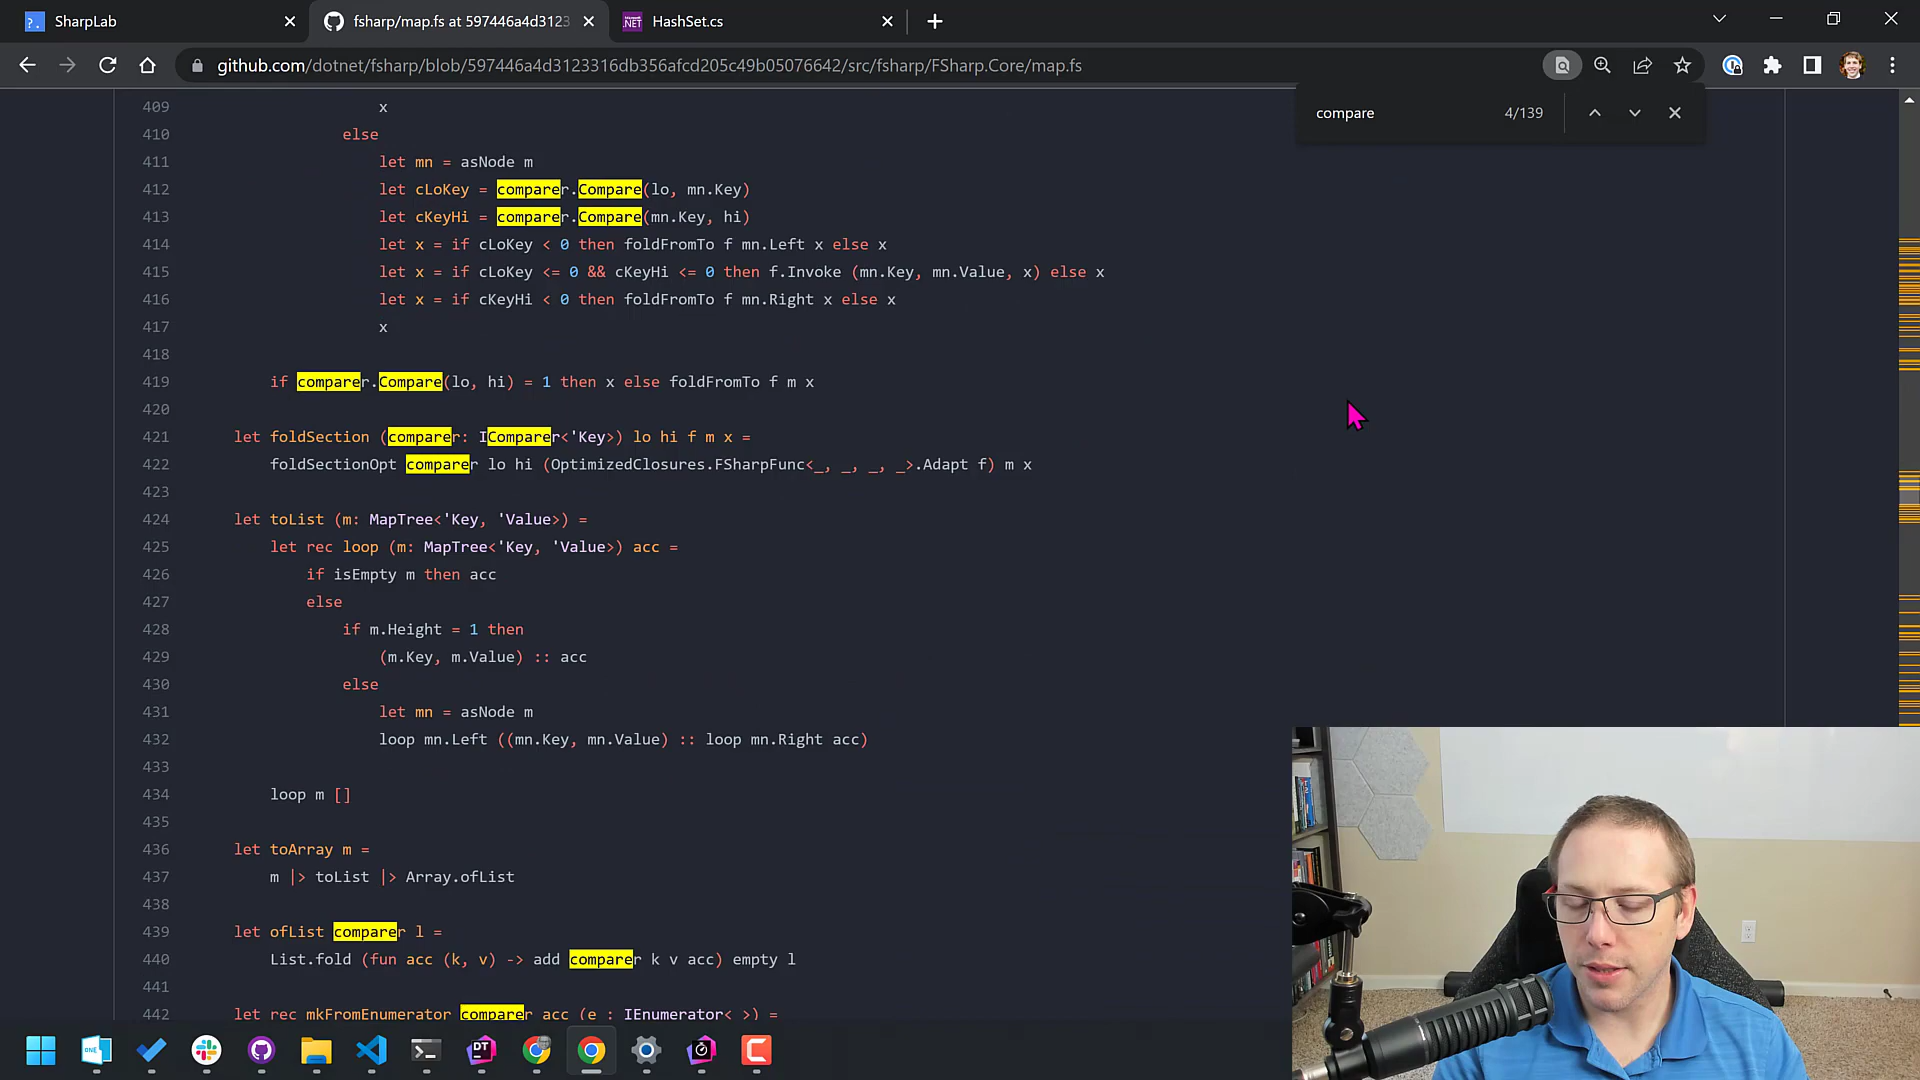 SharpLab
fsharp/map.fs at 597446a4d3123
HashSet.cs
github.com/dotnet/fsharp/blob/597446a4d3123316db356afcd205c49b05076642/src/fsharp/FSharp.Core/map.fs
compare 4/139
409 x
410 else
411 let mn = asNode m
412 let cLoKey = comparer.Compare(lo, mn.Key)
413 let cKeyHi = comparer.Compare(mn.Key, hi)
414 let x = if cLoKey < 0 then foldFromTo f mn.Left x else x
415 let x = if cLoKey <= 0 && cKeyHi <= 0 then f.Invoke (mn.Key, mn.Value, x) else x
416 let x = if cKeyHi < 0 then foldFromTo f mn.Right x else x
417 x
418
419 if comparer.Compare(lo, hi) = 1 then x else foldFromTo f m x
420
421 let foldSection (comparer: IComparer<'Key>) lo hi f m x =
422 foldSectionOpt comparer lo hi (OptimizedClosures.FSharpFunc<_, _, _, _>.Adapt f) m x
423
424 let toList (m: MapTree<'Key, 'Value>) =
425 let rec loop (m: MapTree<'Key, 'Value>) acc =
426 if isEmpty m then acc
427 else
428 if m.Height = 1 then
429 (m.Key, m.Value) :: acc
430 else
431 let mn = asNode m
432 loop mn.Left ((mn.Key, mn.Value) :: loop mn.Right acc)
433
434 loop m []
435
436 let toArray m =
437 m |> toList |> Array.ofList
438
439 let ofList comparer l =
440 List.fold (fun acc (k, v) -> add comparer k v acc) empty l
441
442 let rec mkFromEnumerator comparer acc (e : IEnumerator<_>) =